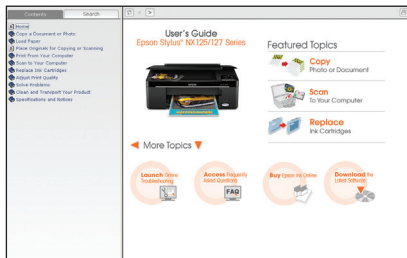 Contents
Search
Home
Copy a Document or Photo
Load Paper
Place Originals for Copying or Scanning
Print from Your Computer
Scan to Your Computer
Replace Ink Cartridges
Adjust Print Quality
Solve Problems
Clean and Transport Your Product
Specifications and Notices
User's Guide
Epson Stylus® NX125/127 Series
Featured Topics
Copy
Photo or Document
Scan
To Your Computer
Replace
Ink Cartridges
More Topics
Launch Online
Troubleshooting
Access Frequently
Asked Questions
FAQ
Buy Epson Ink Online
Download the
Latest Software